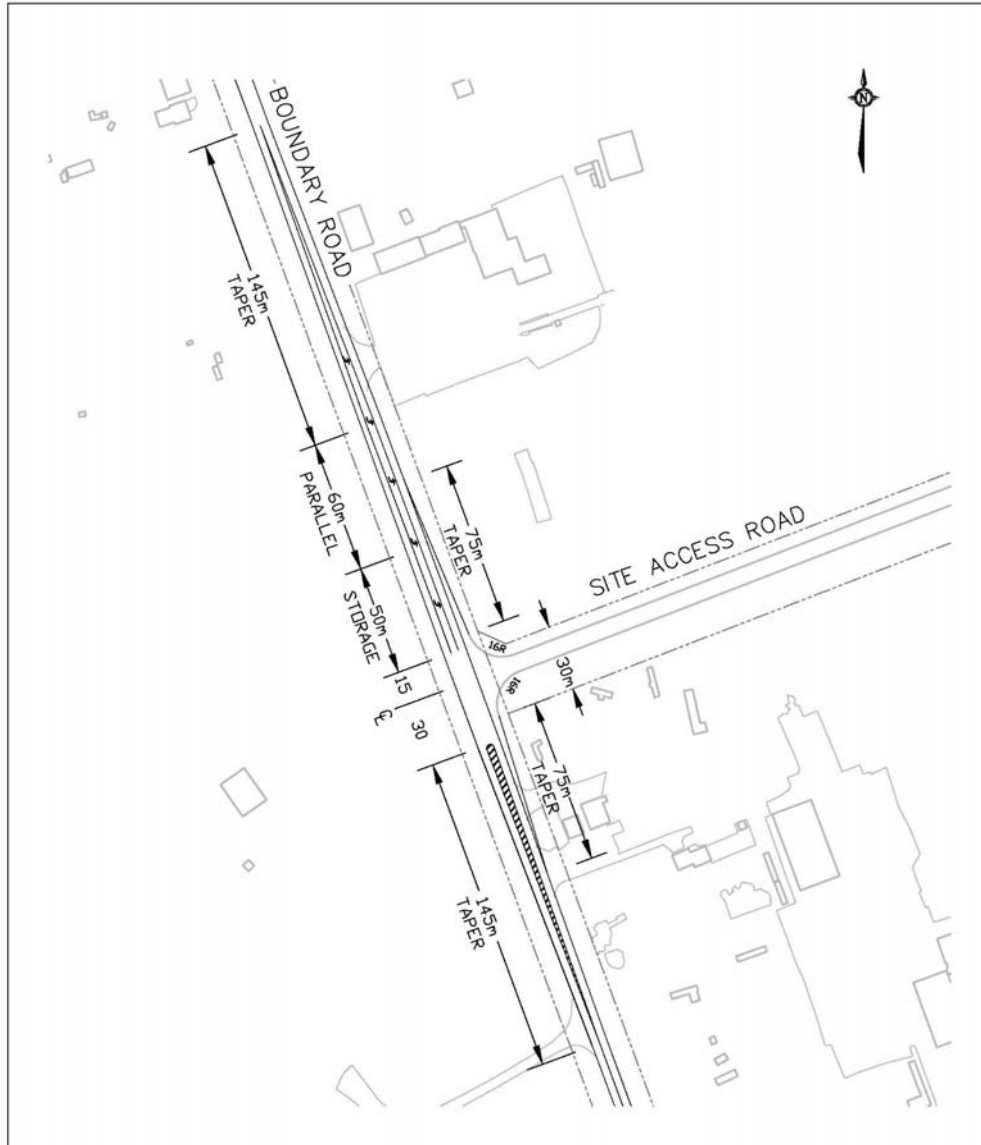 N
BOUNDARY ROAD
145m
TAPER
60m
PARALLEL
75m
TAPER
SITE ACCESS ROAD
50m
STORAGE
16R
30m
16R
15
℄
30
75m
TAPER
145m
TAPER